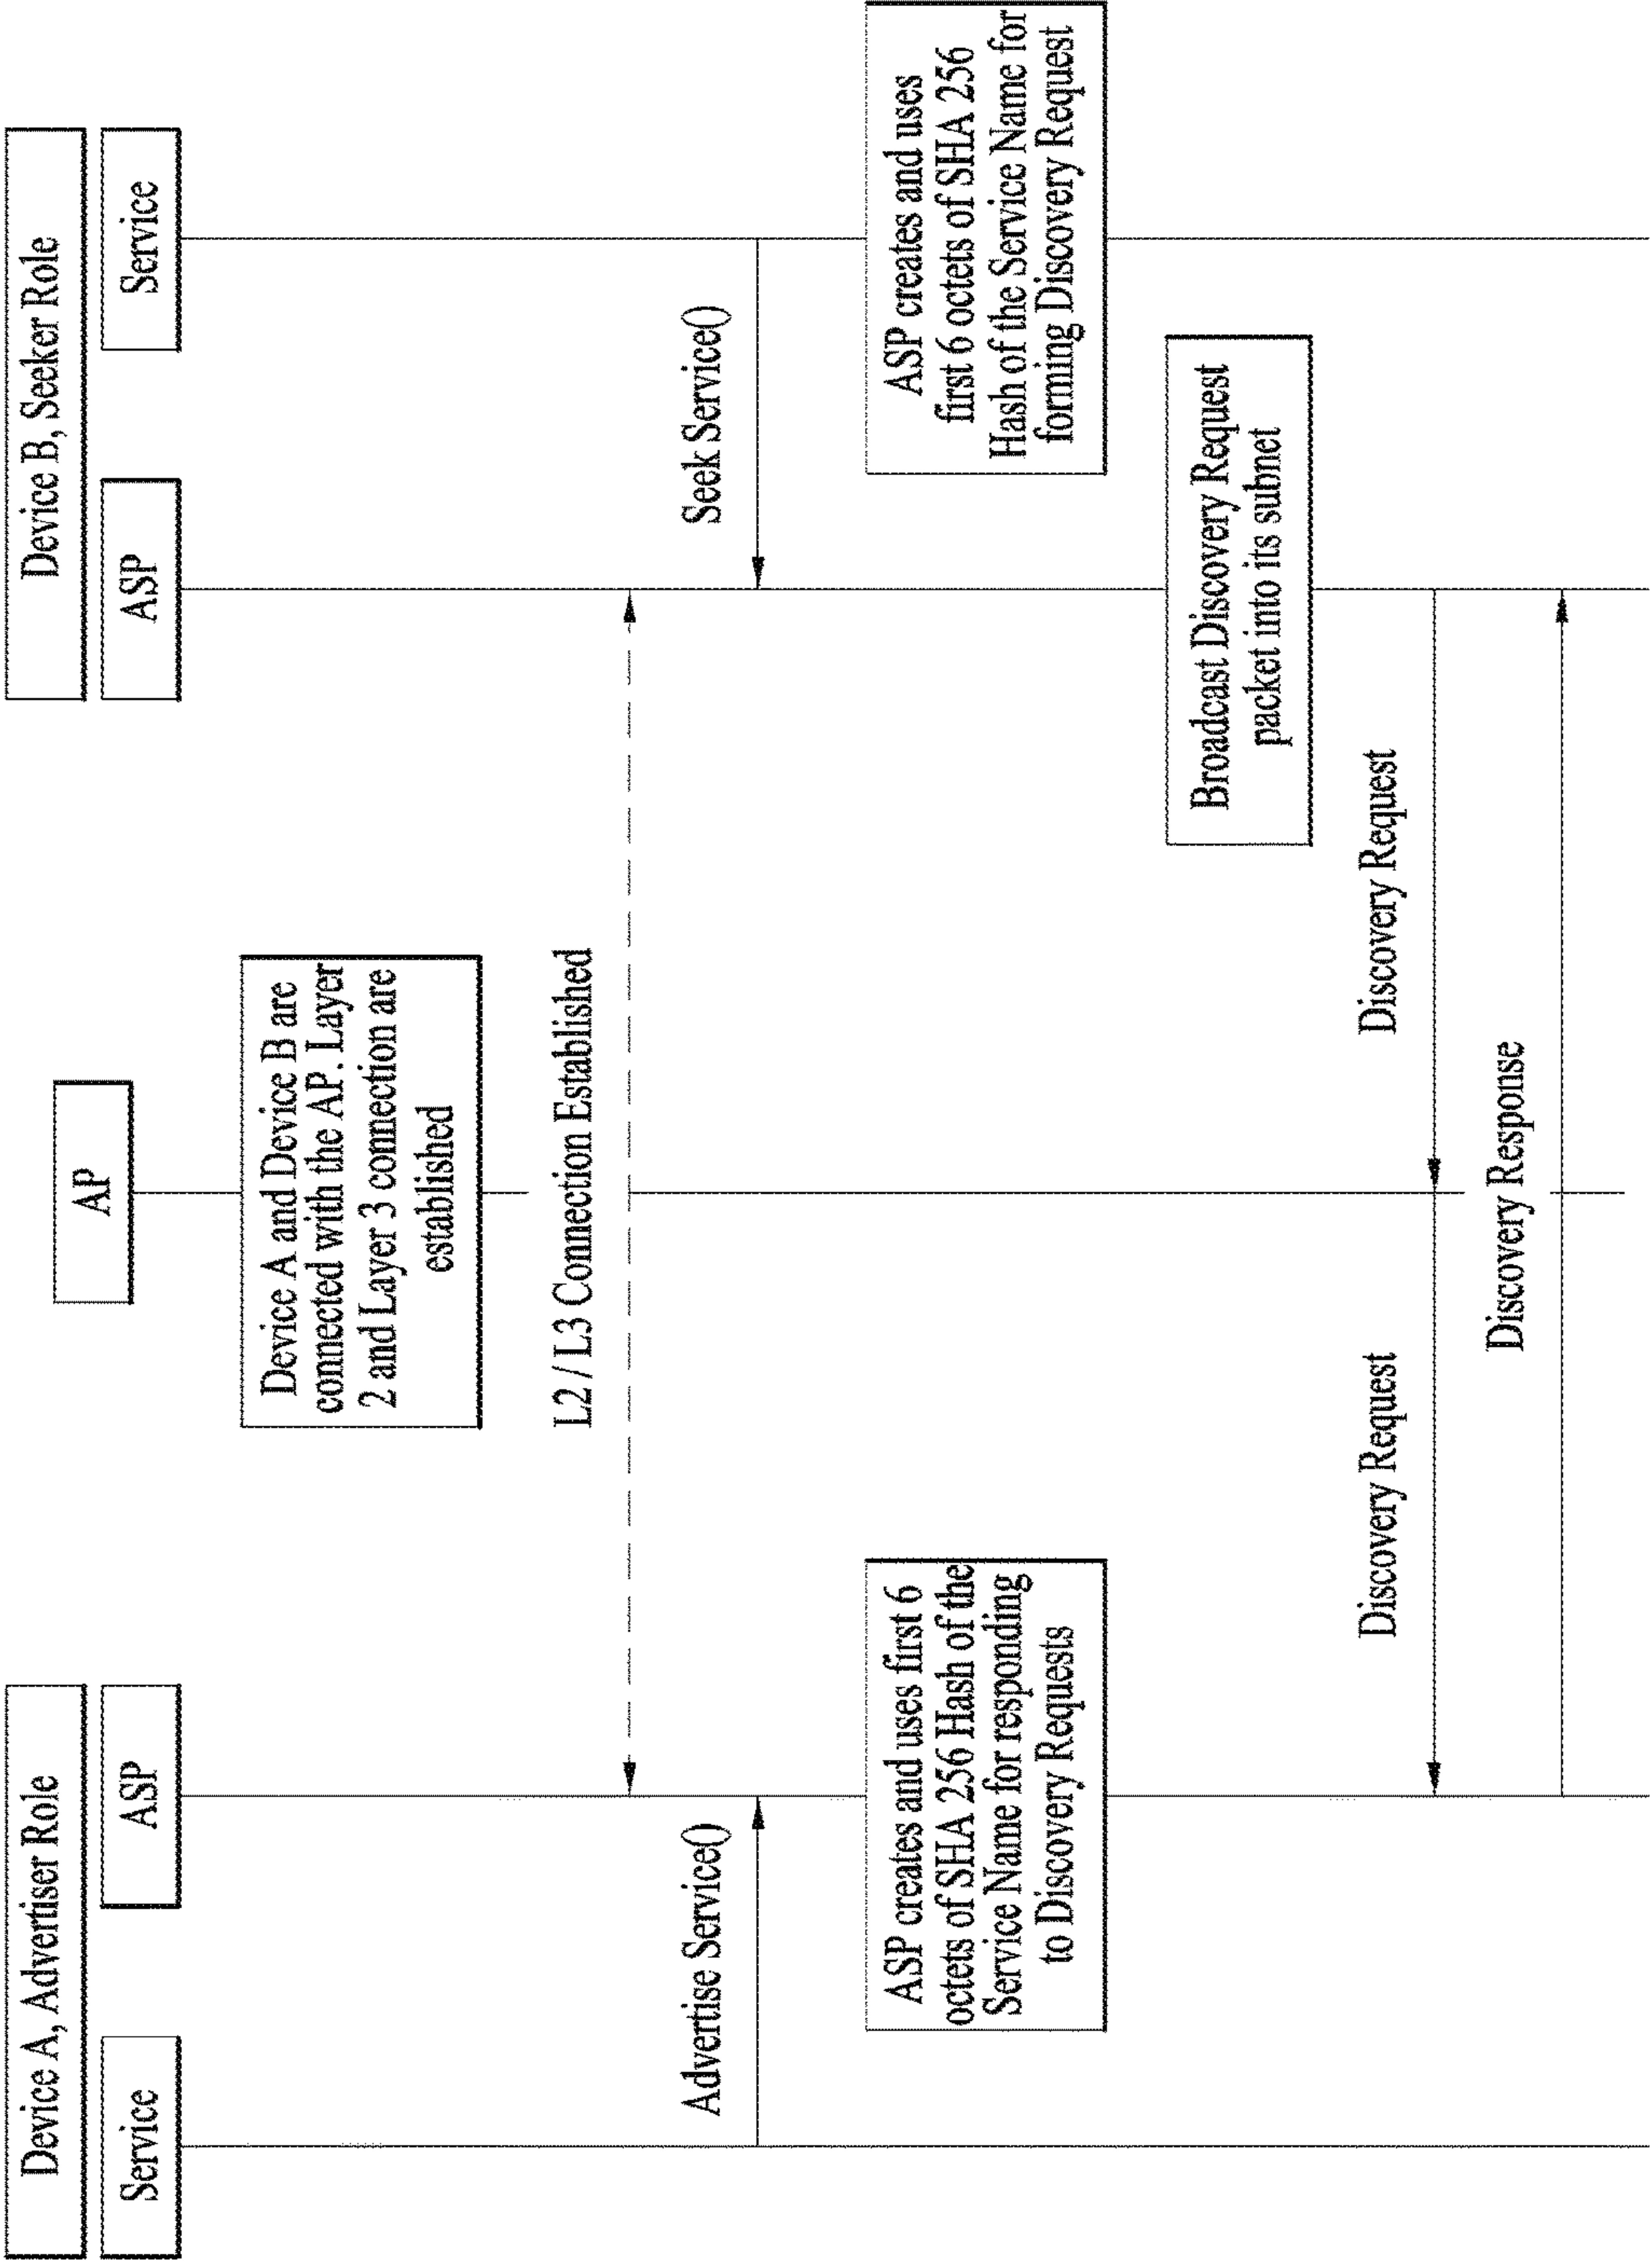 Device A, Advertiser Role
Service
ASP
AP
Device B, Seeker Role
ASP
Service
Device A and Device B are
connected with the AP. Layer
2 and Layer 3 connection are
established
L2 / L3 Connection Established
Advertise Service()
Seek Service()
ASP creates and uses first 6
octets of SHA 256 Hash of the
Service Name for responding
to Discovery Requests
ASP creates and uses
first 6 octets of SHA 256
Hash of the Service Name for
forming Discovery Request
Broadcast Discovery Request
packet into its subnet
Discovery Request
Discovery Request
Discovery Response